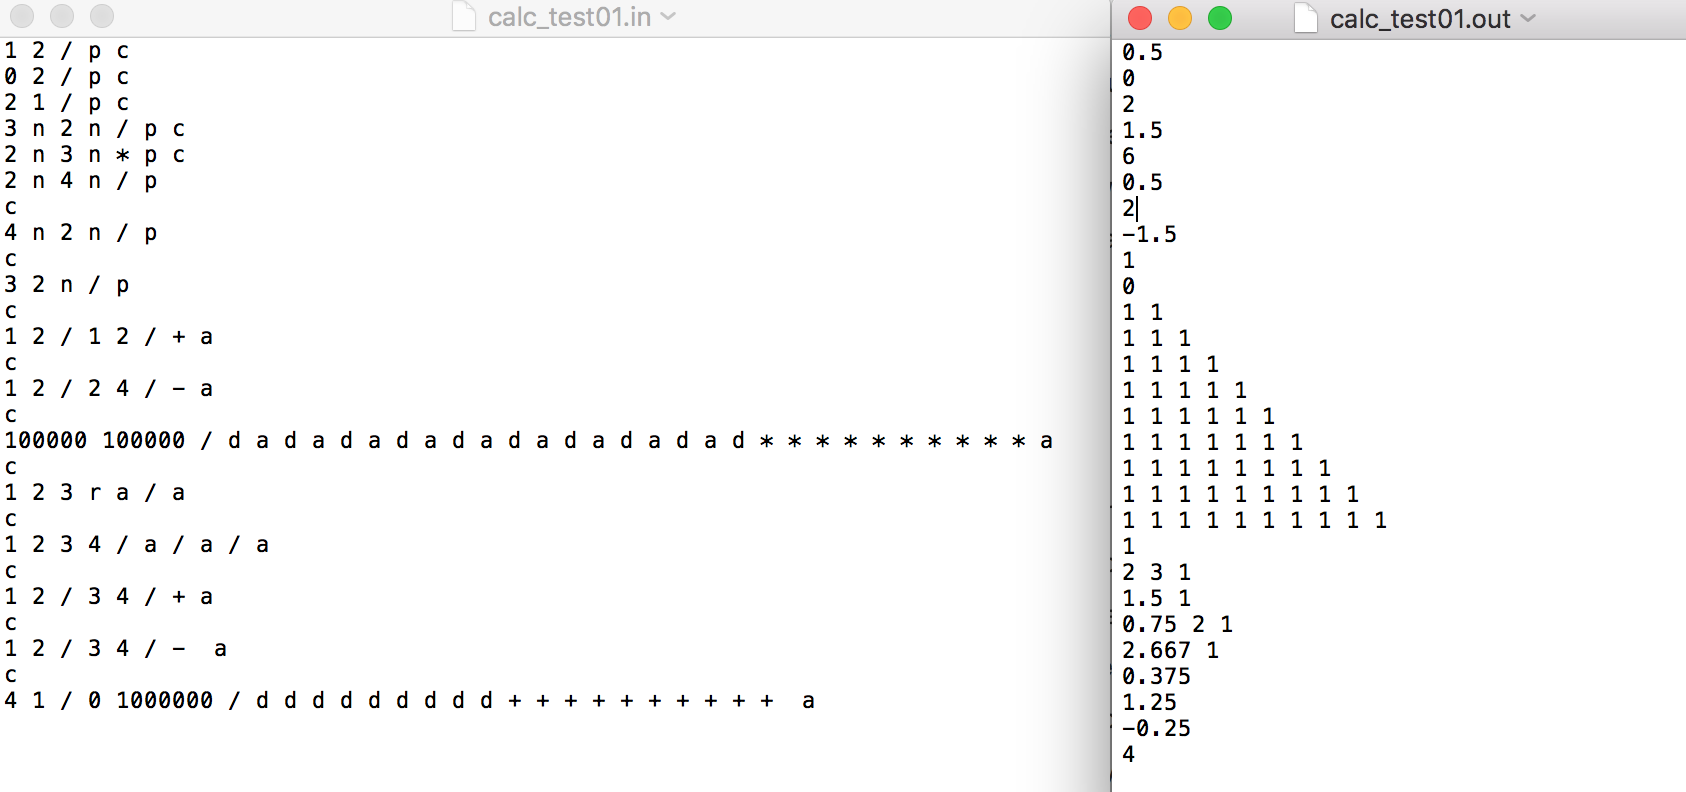 calc_test01.in
1 2 / p c
0 2 / p c
2 1 / p c
3 n 2 n / p c
2 n 3 n * p c
2 n 4 n / p
c
4 n 2 n / p
c
3 2 n / p
c
1 2 / 1 2 / + a
c
1 2 / 2 4 / - a
c
100000 100000 / d a d a d a d a d a d a d a d a d a d * * * * * * * * * * a
c
1 2 3 r a / a
c
1 2 3 4 / a / a / a
c
1 2 / 3 4 / + a
c
1 2 / 3 4 / -  a
c
4 1 / 0 1000000 / d d d d d d d d d + + + + + + + + + +  a
calc_test01.out
0.5
0
2
1.5
6
0.5
2
-1.5
1
0
1 1
1 1 1
1 1 1 1
1 1 1 1 1
1 1 1 1 1 1
1 1 1 1 1 1 1
1 1 1 1 1 1 1 1
1 1 1 1 1 1 1 1 1
1 1 1 1 1 1 1 1 1 1
1
2 3 1
1.5 1
0.75 2 1
2.667 1
0.375
1.25
-0.25
4